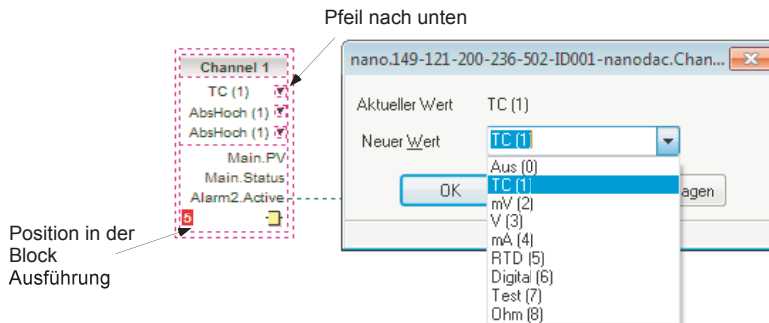 Pfeil nach unten
Channel 1
TC (1)
AbsHoch (1)
AbsHoch (1)
Main.PV
Main.Status
Alarm2.Active
5
Position in der
Block
Ausführung
nano.149-121-200-236-502-ID001-nanodac.Chan...
Aktueller Wert TC (1)
Neuer Wert TC (1)
OK agen
Aus (0)
TC (1)
mV (2)
V (3)
mA (4)
RTD (5)
Digital (6)
Test (7)
Ohm (8)